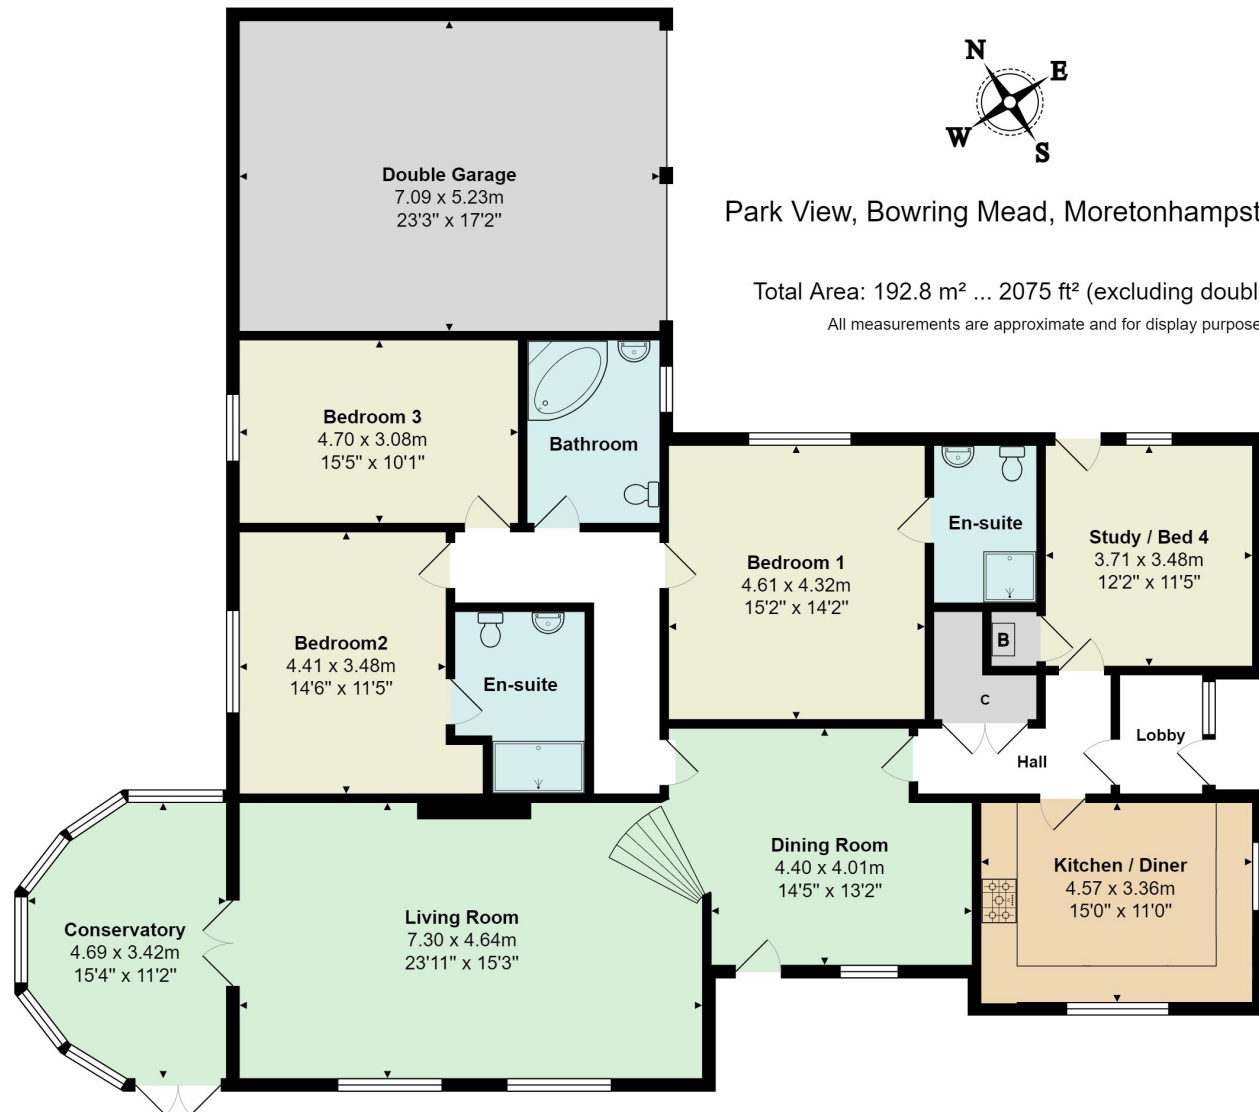 N
E
W
S
Park View, Bowring Mead, Moretonhampst
Total Area: 192.8 m² ... 2075 ft² (excluding doubl
All measurements are approximate and for display purpose
Double Garage
7.09 x 5.23m
23'3" x 17'2"
Bedroom 3
4.70 x 3.08m
15'5" x 10'1"
Bathroom
Bedroom 1
4.61 x 4.32m
15'2" x 14'2"
En-suite
Study / Bed 4
3.71 x 3.48m
12'2" x 11'5"
B
C
Bedroom2
4.41 x 3.48m
14'6" x 11'5"
En-suite
Lobby
Hall
Conservatory
4.69 x 3.42m
15'4" x 11'2"
Living Room
7.30 x 4.64m
23'11" x 15'3"
Dining Room
4.40 x 4.01m
14'5" x 13'2"
Kitchen / Diner
4.57 x 3.36m
15'0" x 11'0"